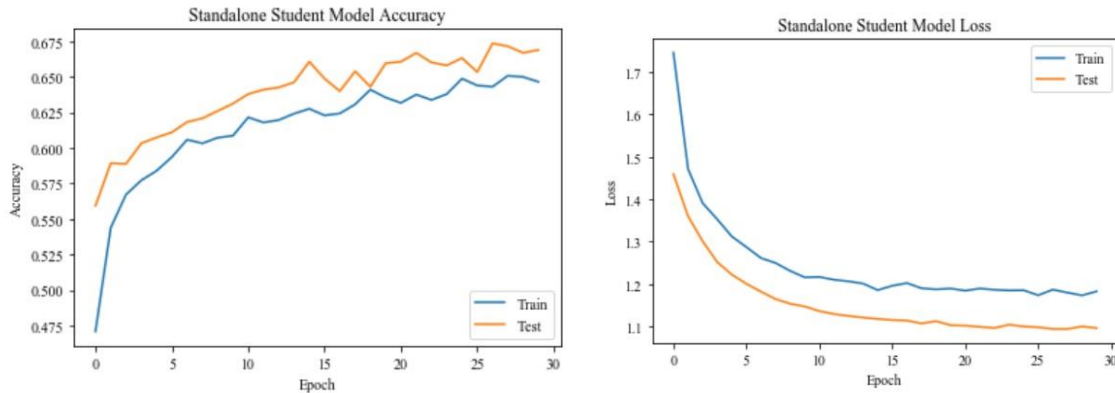 Standalone Student Model Accuracy
0.675
0.650
0.625
0.600
0.575
0.550
0.525
0.500
0.475
Accuracy
Train
Test
0 5 10 15 20 25 30
Epoch
Standalone Student Model Loss
1.7
1.6
1.5
1.4
1.3
1.2
1.1
Loss
Train
Test
0 5 10 15 20 25 30
Epoch